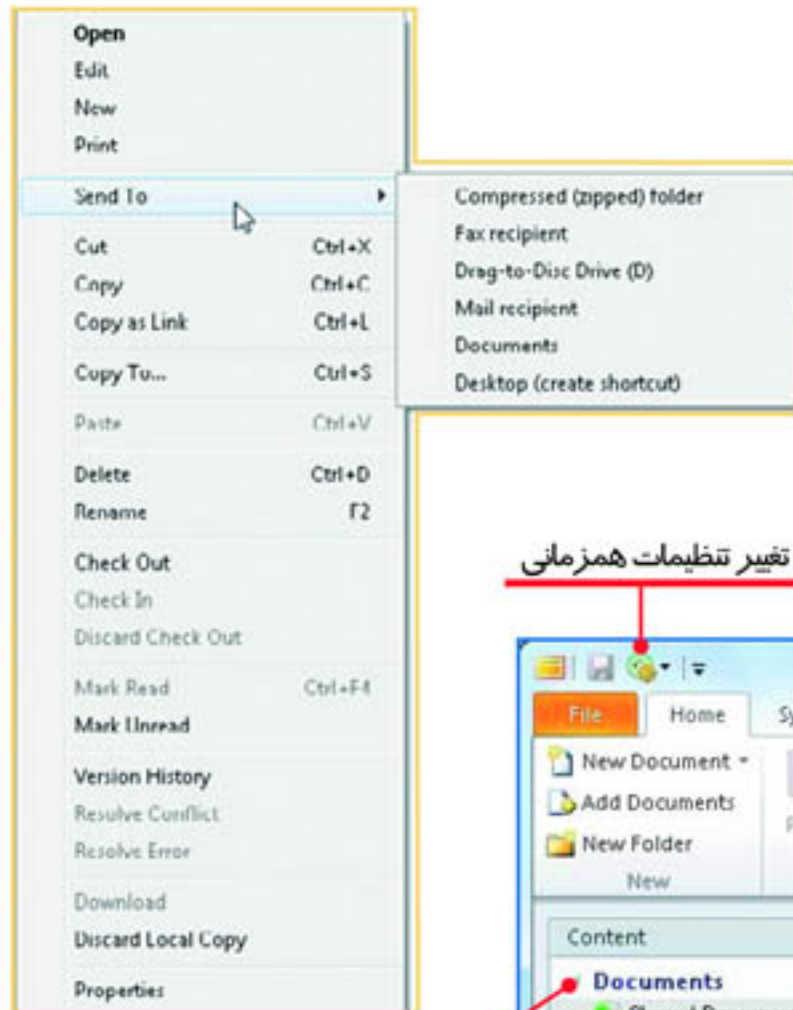 Open
Edit
New
Print
Send To
Cut Ctrl+X
Copy Ctrl+C
Copy as Link Ctrl+L
Copy To... Ctrl+S
Paste Ctrl+V
Delete Ctrl+D
Rename F2
Check Out
Check In
Discard Check Out
Mark Read Ctrl+F4
Mark Unread
Version History
Resolve Conflict
Resolve Error
Download
Discard Local Copy
Properties
Compressed (zipped) folder
Fax recipient
Drag-to-Disc Drive (D)
Mail recipient
Documents
Desktop (create shortcut)
تغییر تنظیمات همزمانی
File Home
New Document
Add Documents
New Folder
New
Content
Documents